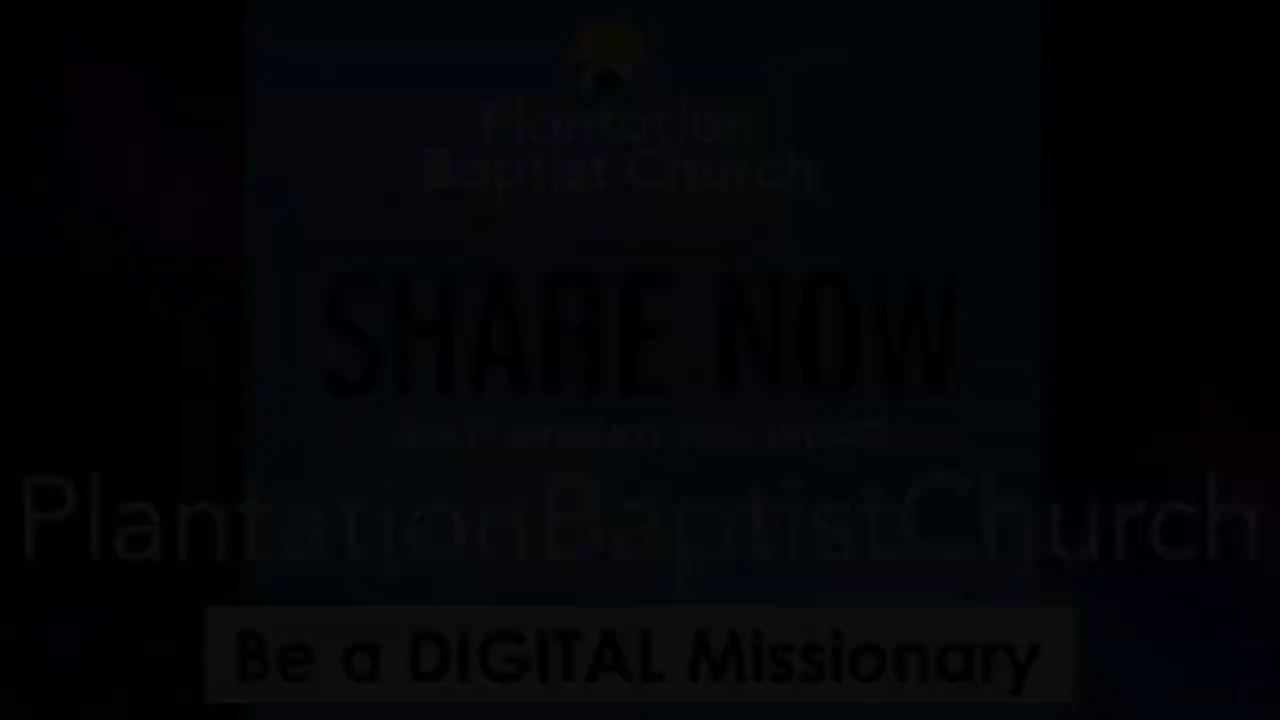 Plantation
Baptist Church
SHARE NOW
PlantationBaptistChurch
Be a DIGITAL Missionary